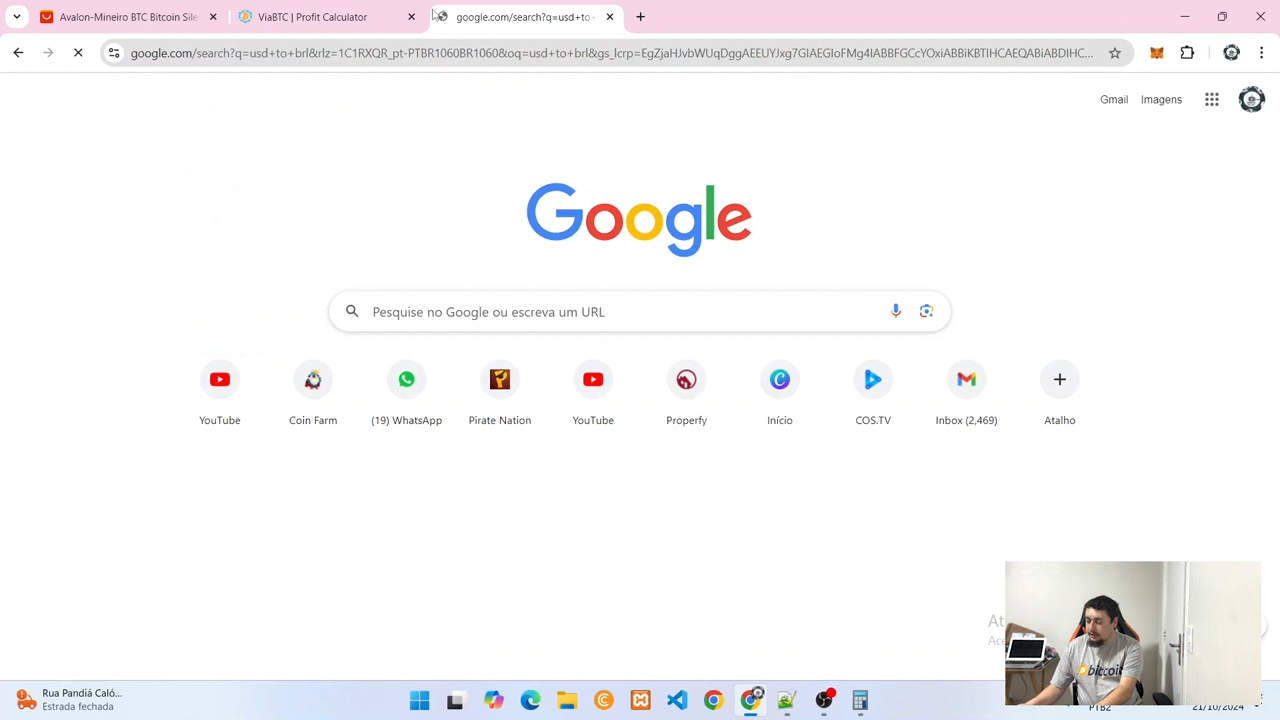 Avalon-Mineiro BTC Bitcoin Sile
ViaBTC | Profit Calculator
google.com/search?q=usd+to+
google.com/search?q=usd+to+brl&rlz=1C1RXQR_pt-PTBR1060BR1060&oq=usd+to+brl&gs_lcrp=EgZjaHJvbWUqDggAEEUYJxg7GIAEGIoFMg4IABBFGCcYOxiABBiKBTIHCAEQABiABDIHC...
Gmail Imagens
Google
Pesquise no Google ou escreva um URL
YouTube
Coin Farm
(19) WhatsApp
Pirate Nation
YouTube
Properfy
Início
COS.TV
Inbox (2,469)
Atalho
bitcoin
Rua Pandiá Caló...
Estrada fechada
PTB2
21/10/2024